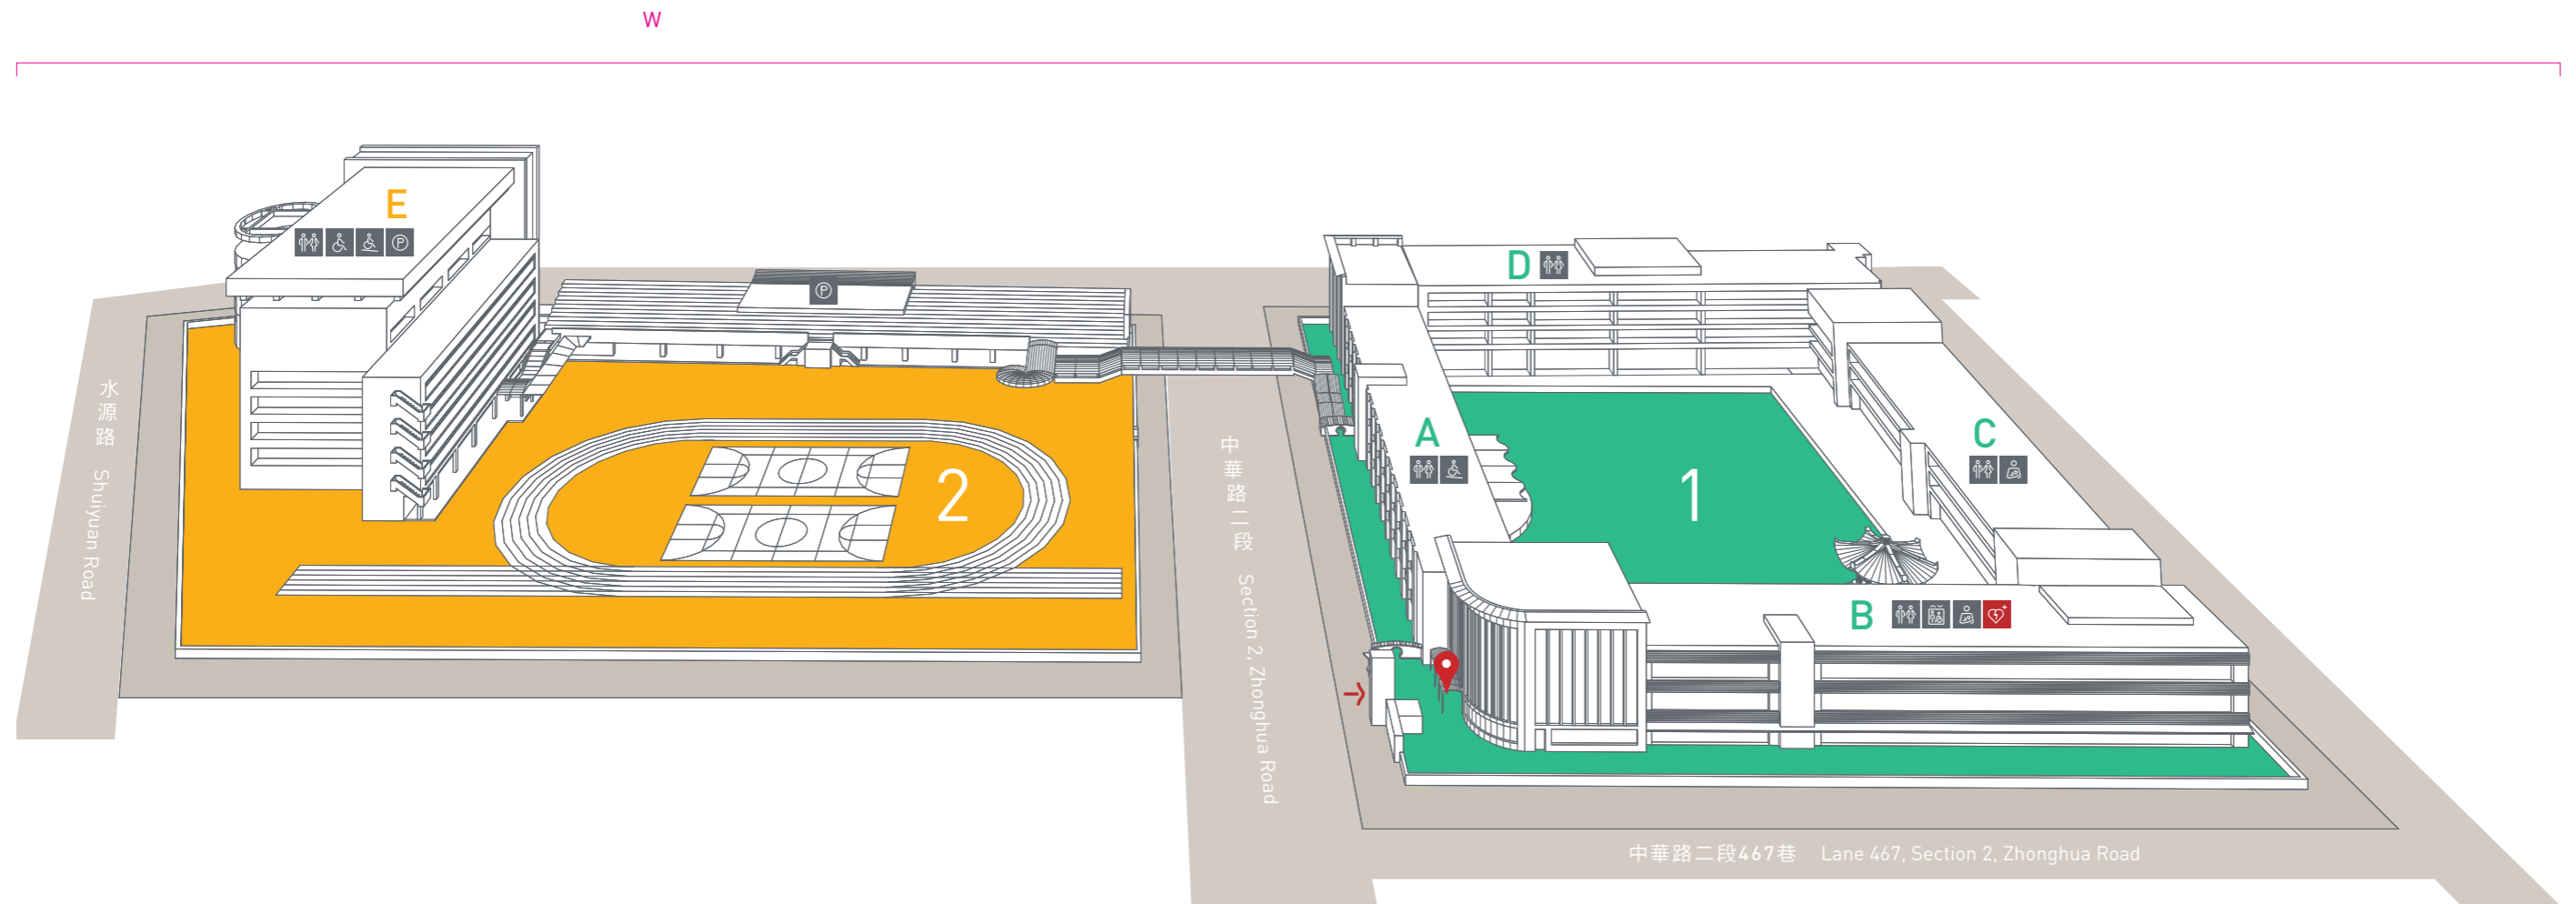 W
E
P
P
D
水源路 Shuiyuan Road
2
中華路二段 Section 2, Zhonghua Road
A
1
C
B
中華路二段467巷 Lane 467, Section 2, Zhonghua Road